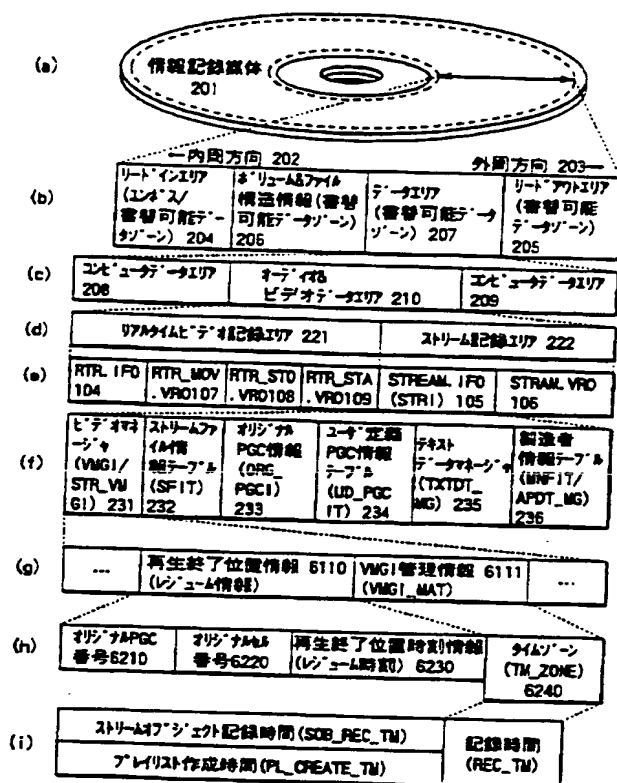 (a)
情報記録媒体
201
←内周方向 202
外周方向 203→
(b)
リードインエリア
(エンボス/
書替可能デー
タゾーン) 204
ボリューム&ファイル
構造情報(書替
可能データゾーン)
206
データエリア
(書替可能データ
ゾーン) 207
リードアウトエリア
(書替可能
データゾーン)
205
(c)
コンピュータデータエリア
208
オーディオ&
ビデオデータエリア 210
コンピュータデータエリア
209
(d)
リアルタイムビデオ記録エリア 221
ストリーム記録エリア 222
(e)
RTR.IFO
104
RTR_MOV
.VRO107
RTR_STO
.VRO108
RTR_STA
.VRO109
STREAM.IFO
(STRI) 105
STRAM.VRO
106
(f)
ビデオマネー
ジャ
(VMGI/
STR_VM
GI) 231
ストリームファ
イル情
報テーブル
(SFIT)
232
オリジナル
PGC情報
(ORG_
PGCI)
233
ユーザ定義
PGC情報
テーブル
(UD_PGC
IT) 234
テキスト
データマネージャ
(TXTDT_
MG) 235
製造者
情報テーブル
(MNFIT/
APDT_MG)
236
(g)
---
再生終了位置情報 6110
(レジューム情報)
VMGI管理情報 6111
(VMGI_MAT)
---
(h)
オリジナルPGC
番号6210
オリジナルセル
番号6220
再生終了位置時刻情報
(レジューム時刻) 6230
タイムゾーン
(TM_ZONE)
6240
(i)
ストリームオブジェクト記録時間(SOB_REC_TM)
プレイリスト作成時間(PL_CREATE_TM)
記録時間
(REC_TM)